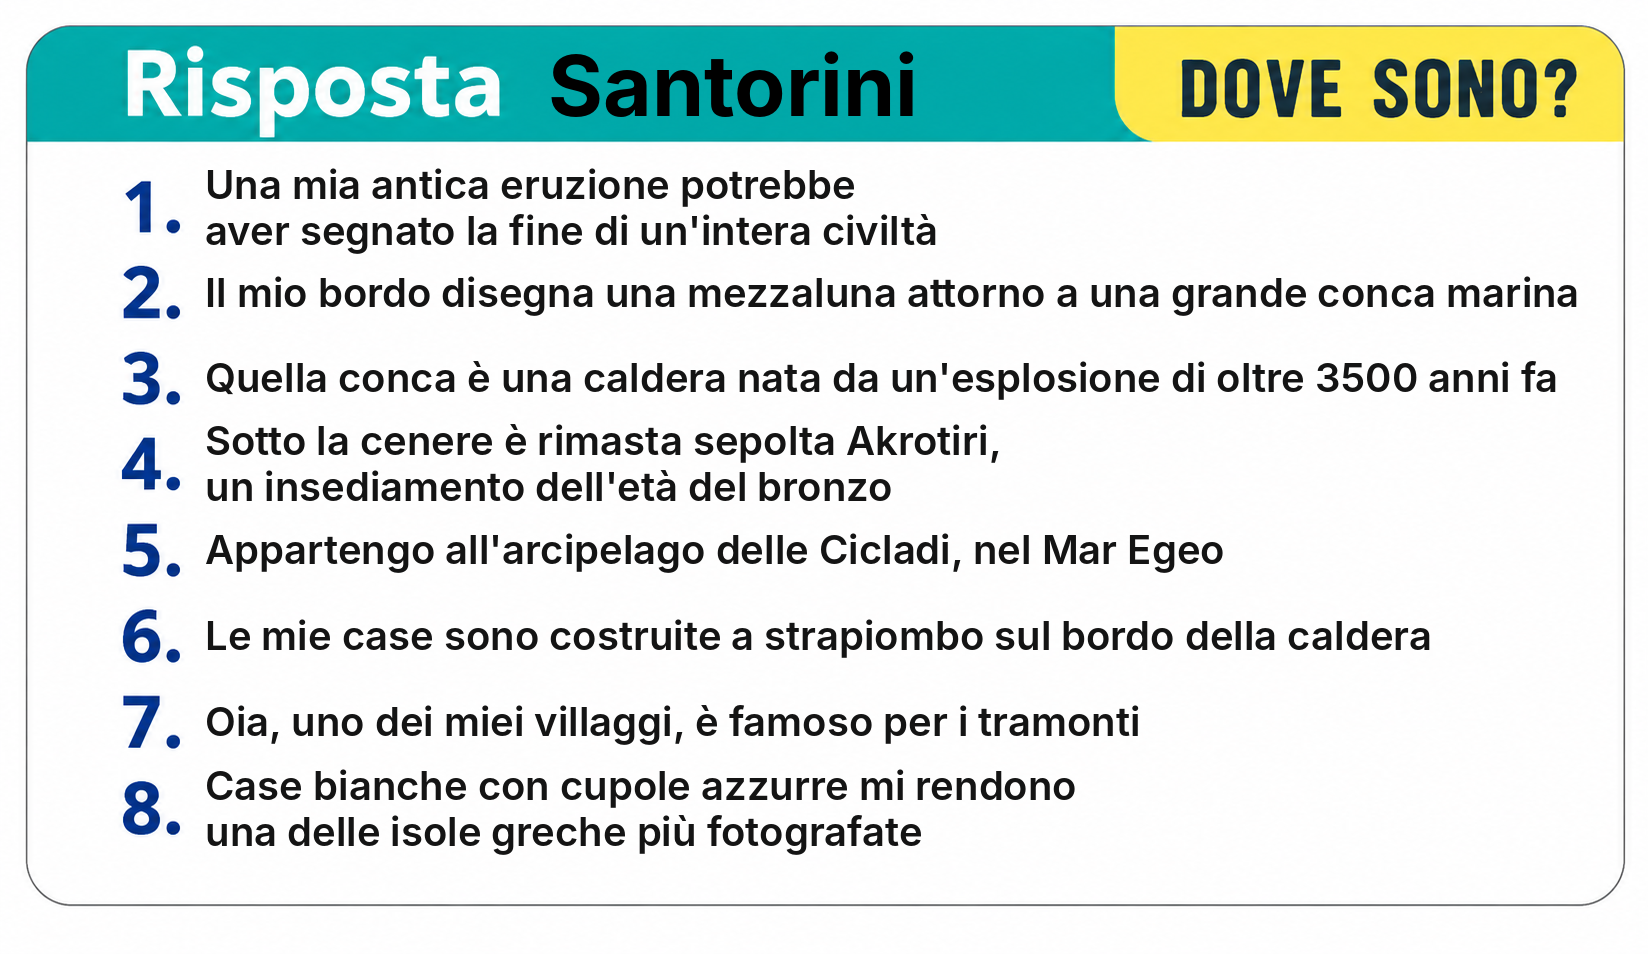 Risposta Santorini DOVE SONO?
1. Una mia antica eruzione potrebbe
aver segnato la fine di un'intera civiltà
2. Il mio bordo disegna una mezzaluna attorno a una grande conca marina
3. Quella conca è una caldera nata da un'esplosione di oltre 3500 anni fa
4. Sotto la cenere è rimasta sepolta Akrotiri,
un insediamento dell'età del bronzo
5. Appartengo all'arcipelago delle Cicladi, nel Mar Egeo
6. Le mie case sono costruite a strapiombo sul bordo della caldera
7. Oia, uno dei miei villaggi, è famoso per i tramonti
8. Case bianche con cupole azzurre mi rendono
una delle isole greche più fotografate